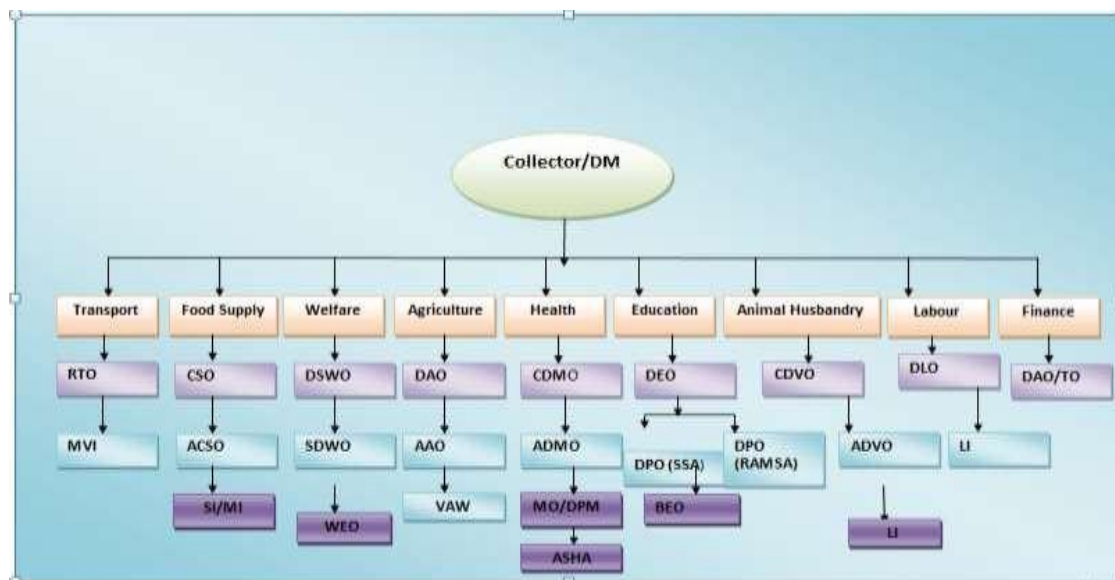 Collector/DM
Transport Food Supply Welfare Agriculture Health Education Animal Husbandry Labour Finance
RTO CSO DSWO DAO CDMO DEO CDVO DLO DAO/TO
MVI ACSO SDWO AAO ADMO DPO (SSA) DPO ADVO LI
(RAMSA)
SI/MI WEO VAW MO/DPM BEO LI
ASHA